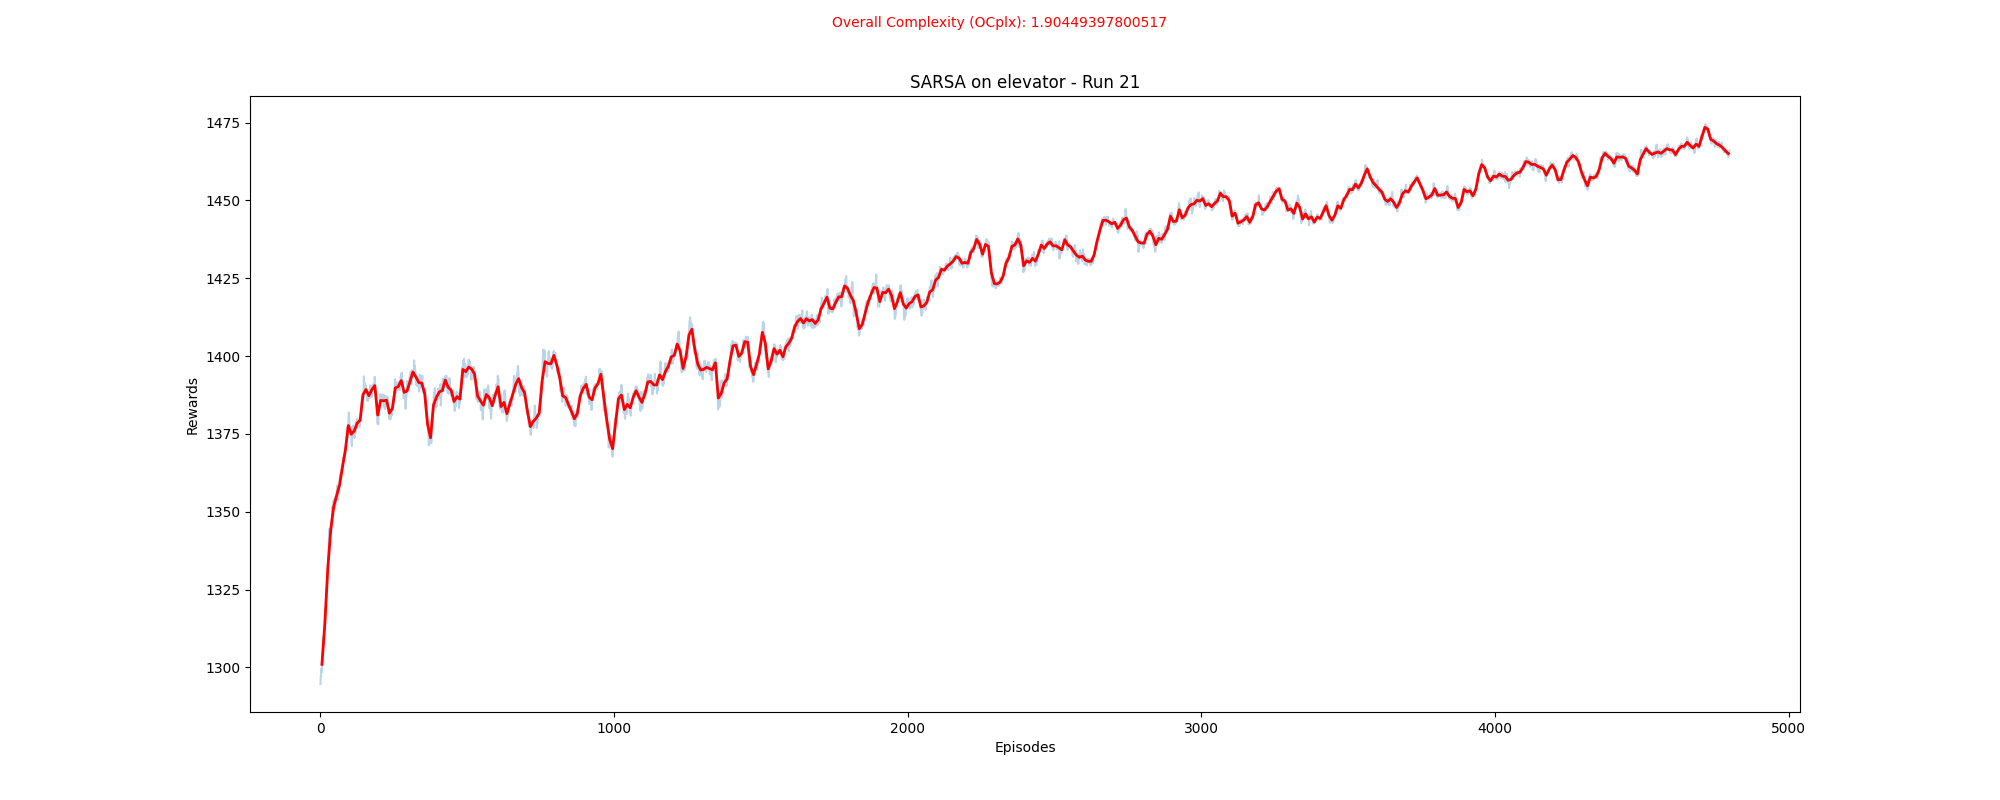 Overall Complexity (OCplx): 1.90449397800517
SARSA on elevator - Run 21
1475
1450
1425
1400
1375
1350
1325
1300
Rewards
0 1000 2000 3000 4000 5000
Episodes